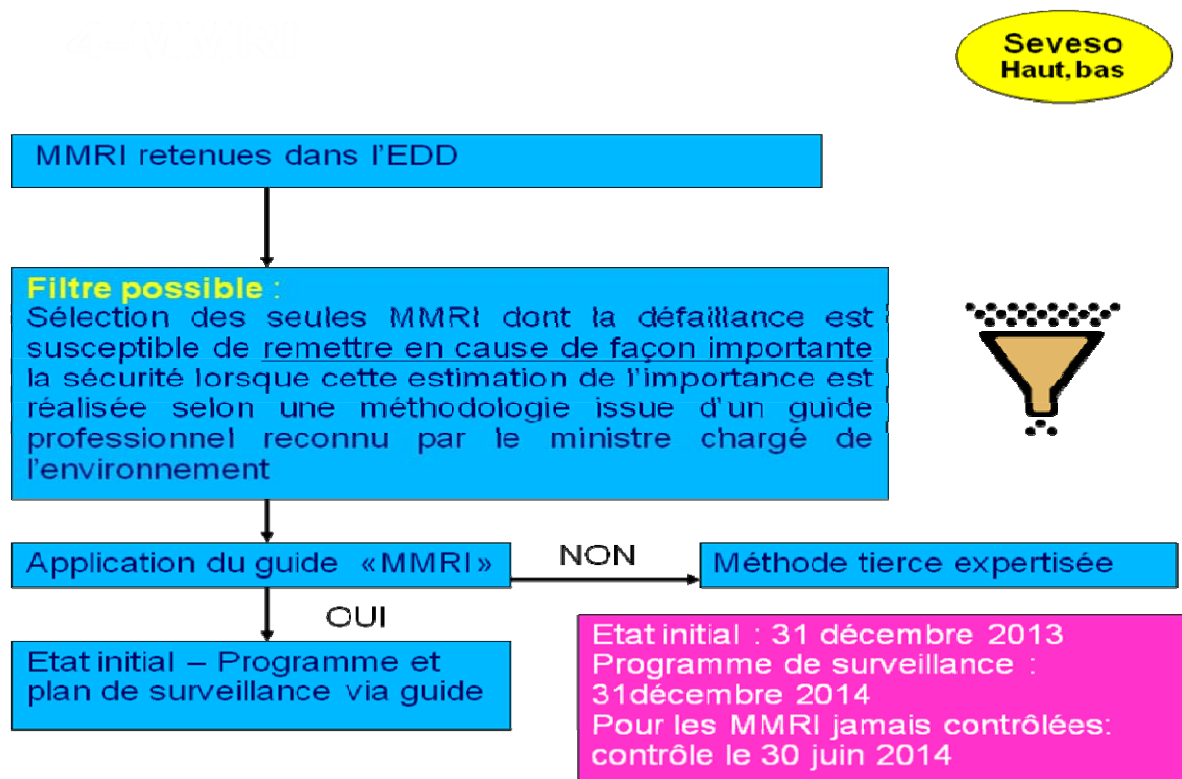 Seveso
Haut,bas
MMRI retenues dans l'EDD
Filtre possible :
Sélection des seules MMRI dont la défaillance est
susceptible de remettre en cause de façon importante
la sécurité lorsque cette estimation de l'importance est
réalisée selon une méthodologie issue d'un guide
professionnel reconnu par le ministre chargé de
l'environnement
Application du guide «MMRI»
NON
Méthode tierce expertisée
OUI
Etat initial – Programme et
plan de surveillance via guide
Etat initial : 31 décembre 2013
Programme de surveillance :
31décembre 2014
Pour les MMRI jamais contrôlées:
contrôle le 30 juin 2014